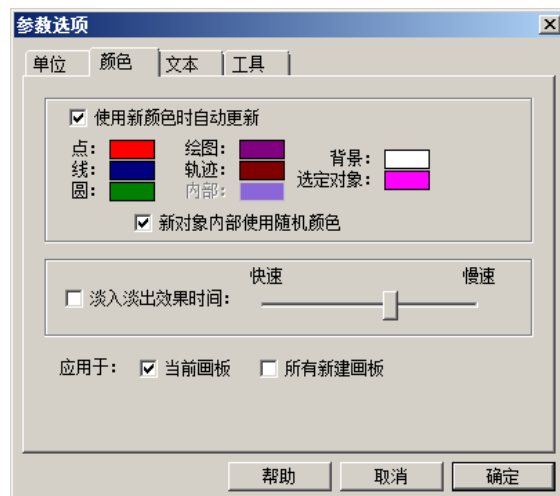 参数选项
单位 颜色 文本 工具
使用新颜色时自动更新
点: 绘图: 背景:
线: 轨迹: 选定对象:
圆: 内部:
新对象内部使用随机颜色
快速 慢速
淡入淡出效果时间:
应用于: 当前画板 所有新建画板
帮助 取消 确定